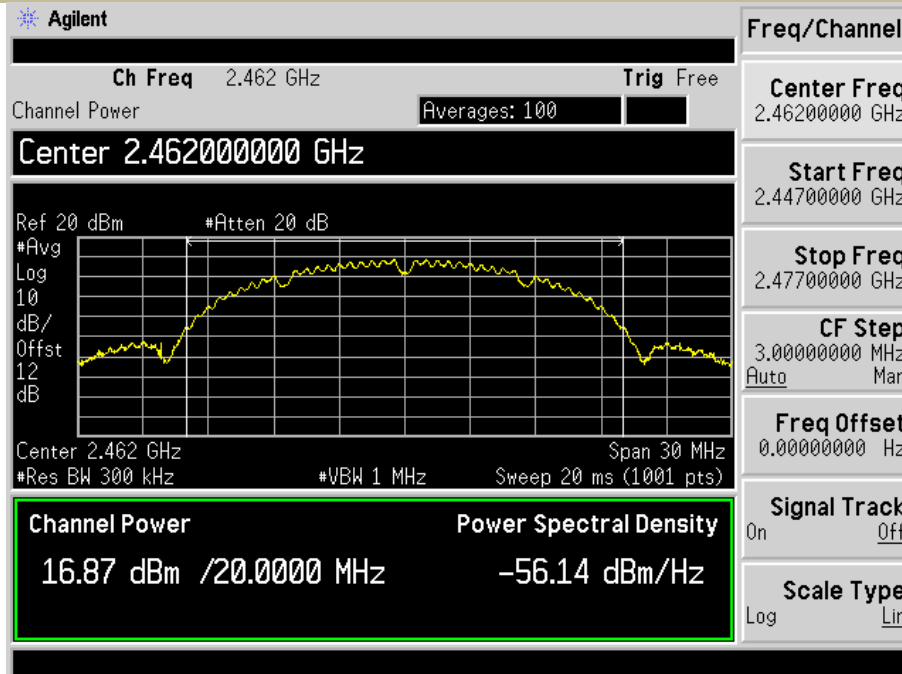 Agilent
Freq/Channel
Ch Freq 2.462 GHz Trig Free
Channel Power Averages: 100
Center 2.462000000 GHz
Ref 20 dBm #Atten 20 dB
#Avg
Log
10
dB/
Offst
12
dB
Center 2.462 GHz Span 30 MHz
#Res BW 300 kHz #VBW 1 MHz Sweep 20 ms (1001 pts)
Channel Power Power Spectral Density
16.87 dBm /20.0000 MHz -56.14 dBm/Hz
Center Freq
2.46200000 GHz
Start Freq
2.44700000 GHz
Stop Freq
2.47700000 GHz
CF Step
3.00000000 MHz
Auto Man
Freq Offset
0.00000000 Hz
Signal Track
On Off
Scale Type
Log Lin